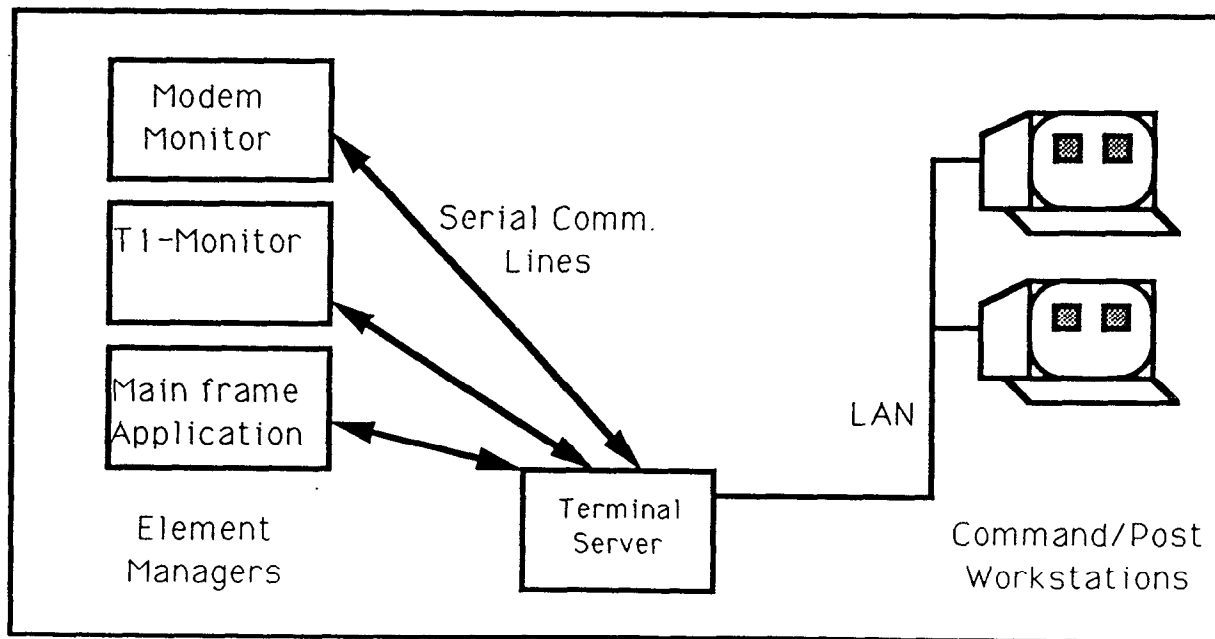 Modem
Monitor
T1-Monitor
Main frame
Application
Element
Managers
Serial Comm.
Lines
Terminal
Server
LAN
Command/Post
Workstations